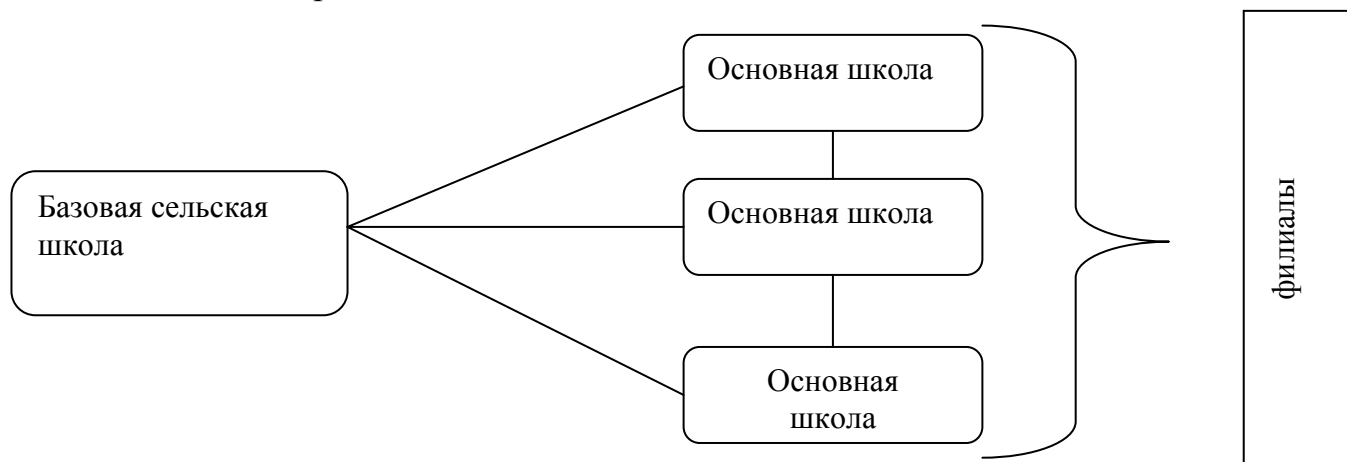 Основная школа
Базовая сельская
школа
Основная школа
Основная
школа
филиалы